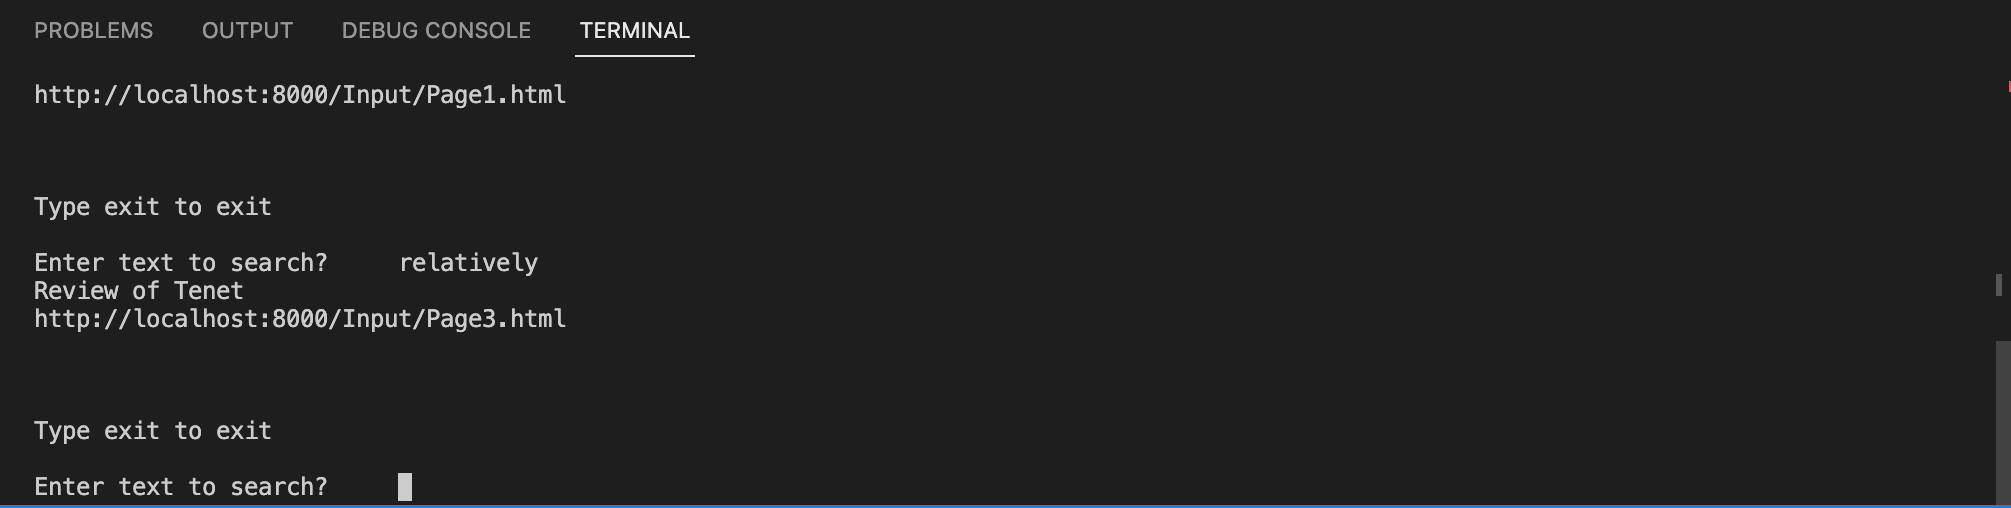 PROBLEMS OUTPUT DEBUG CONSOLE TERMINAL
http://localhost:8000/Input/Page1.html
Type exit to exit
Enter text to search? relatively
Review of Tenet
http://localhost:8000/Input/Page3.html
Type exit to exit
Enter text to search?